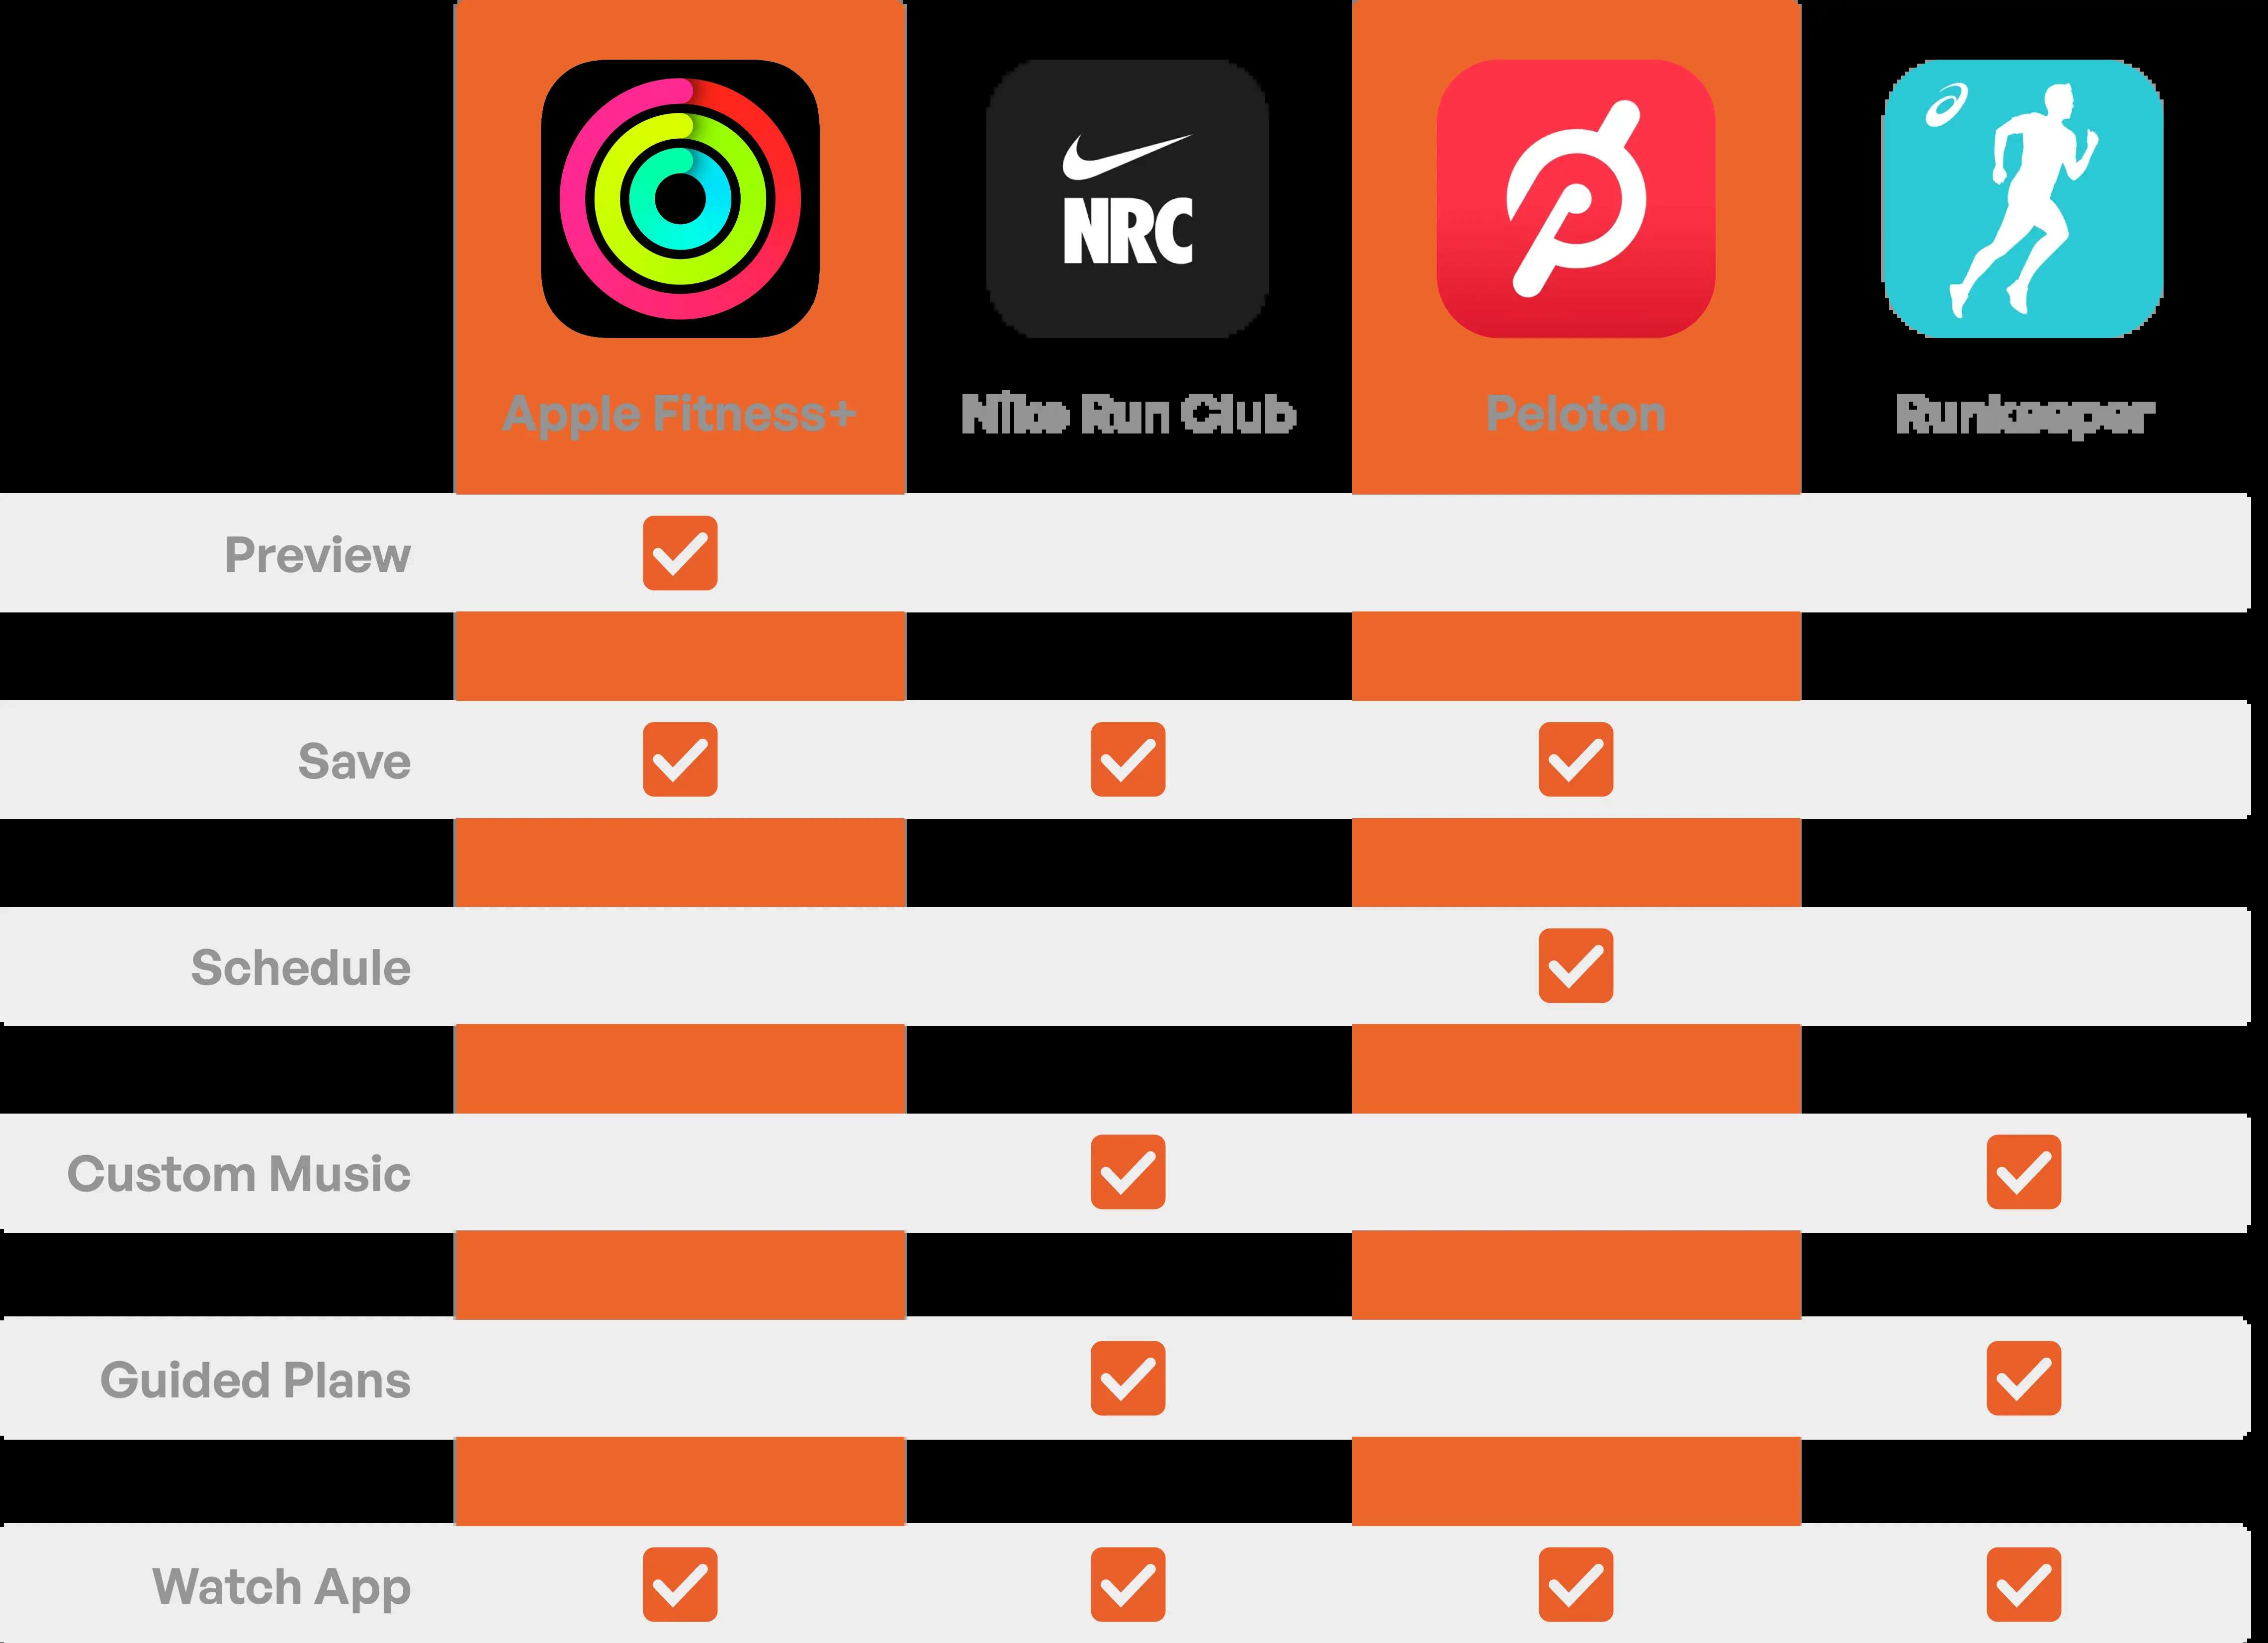 NRC
Apple Fitness+ Nike Run Club Peloton Runkeeper
Preview
Save
Schedule
Custom Music
Guided Plans
Watch App